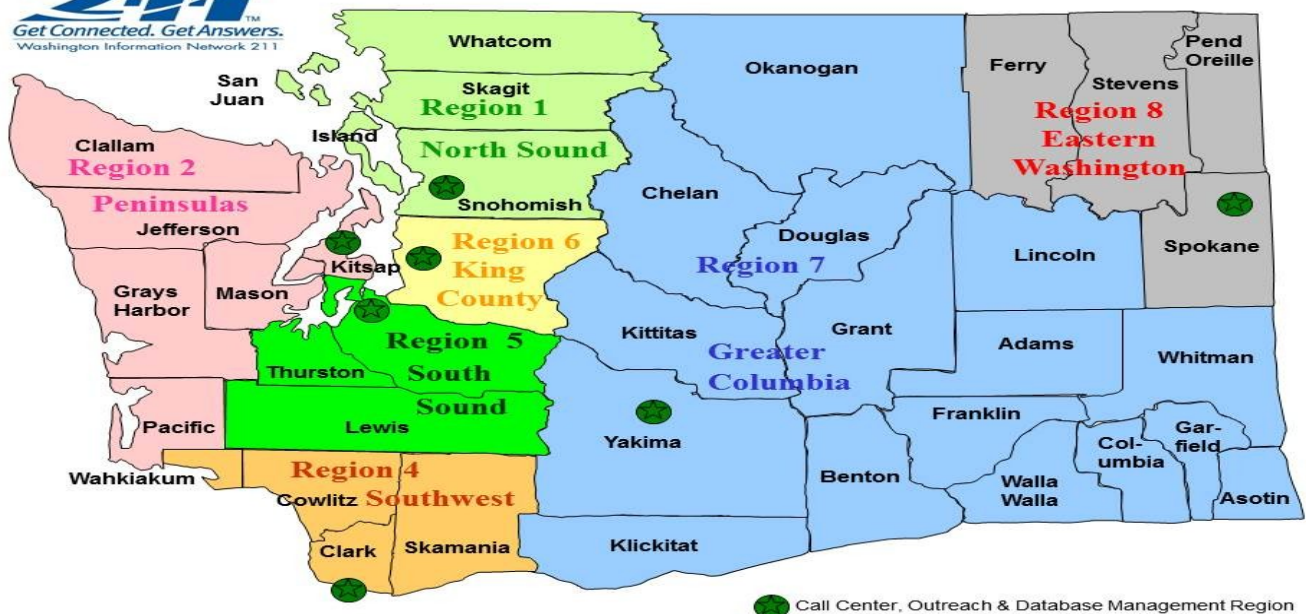 211™
Get Connected. Get Answers.
Washington Information Network 211
Whatcom
San
Juan
Skagit
Region 1
Island
North Sound
Snohomish
Clallam
Region 2
Peninsulas
Jefferson
Kitsap
Grays
Harbor
Mason
Region 6
King
County
Region 5
South
Sound
Thurston
Lewis
Pacific
Wahkiakum
Region 4
Cowlitz
Southwest
Clark
Skamania
Okanogan
Chelan
Douglas
Region 7
Kittitas
Grant
Greater
Columbia
Yakima
Klickitat
Benton
Ferry
Stevens
Pend
Oreille
Region 8
Eastern
Washington
Spokane
Lincoln
Adams
Whitman
Franklin
Walla
Walla
Col-
umbia
Gar-
field
Asotin
Call Center, Outreach & Database Management Region